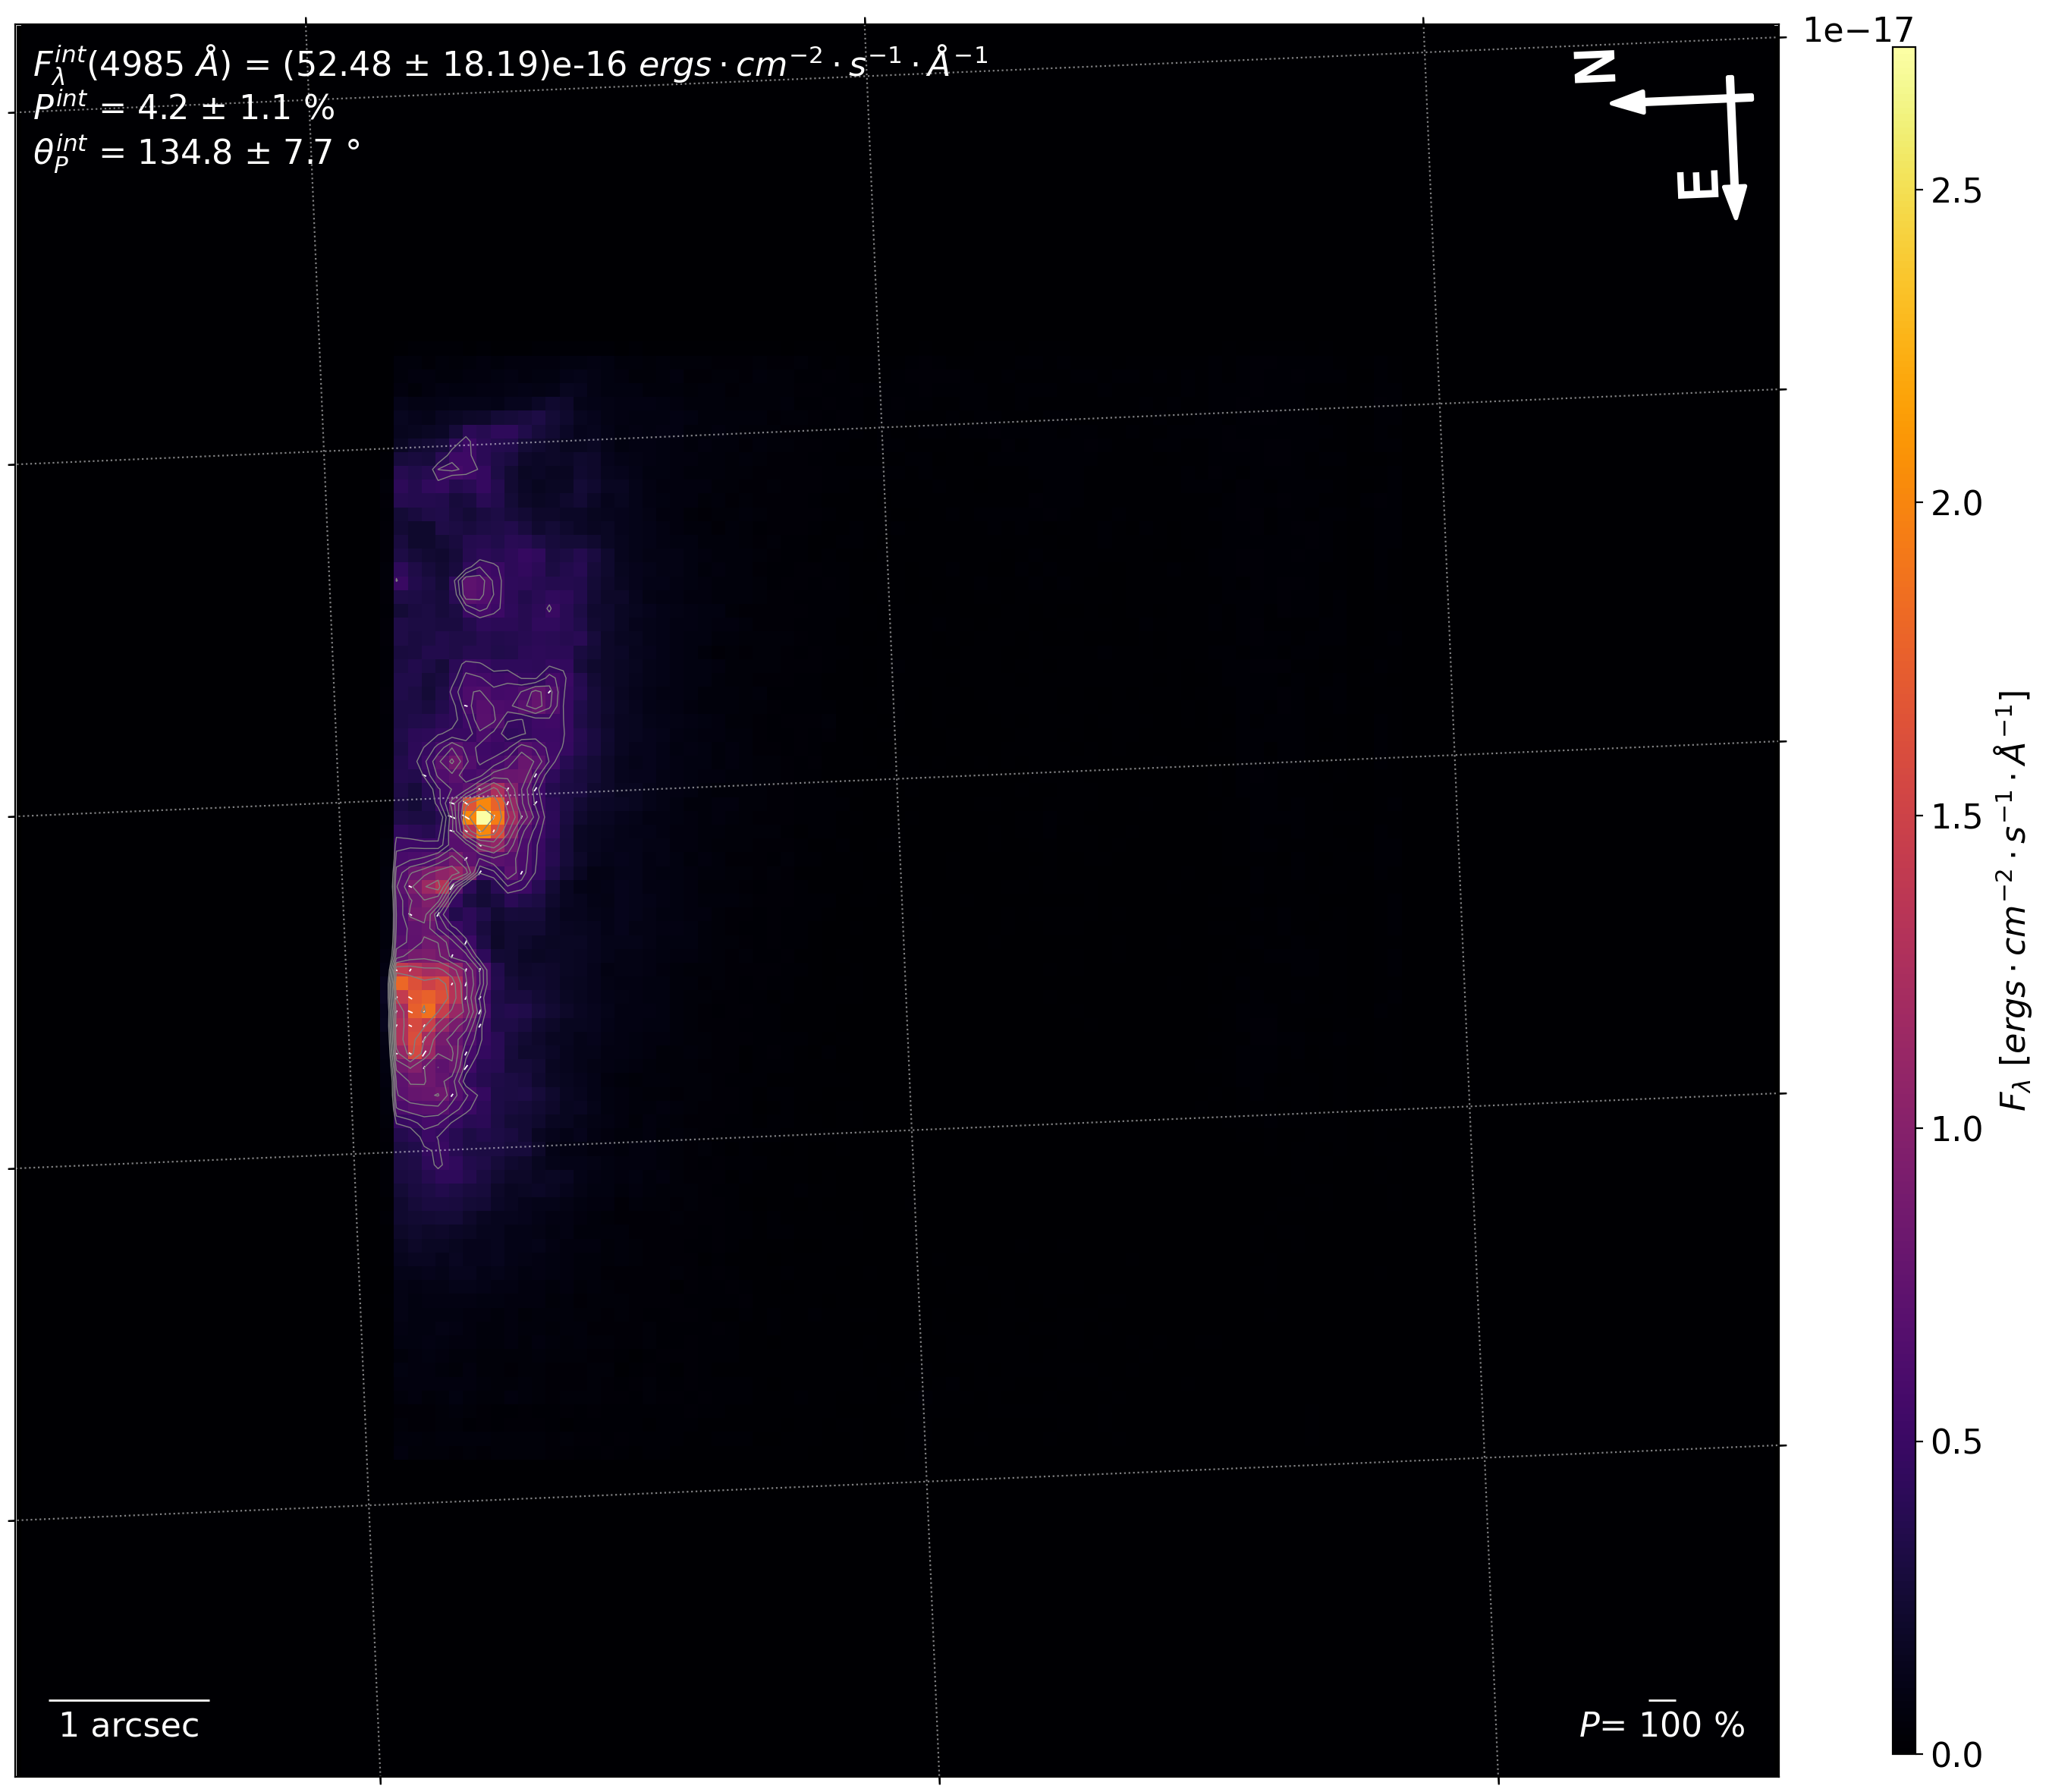 F_λ^int(4985 Å) = (52.48 ± 18.19)e-16 ergs · cm⁻² · s⁻¹ · Å⁻¹
P^int = 4.2 ± 1.1 %
θ_P^int = 134.8 ± 7.7 °
N
E
1e−17
2.5
2.0
1.5
1.0
0.5
0.0
F_λ [ergs · cm⁻² · s⁻¹ · Å⁻¹]
1 arcsec
P= 100 %